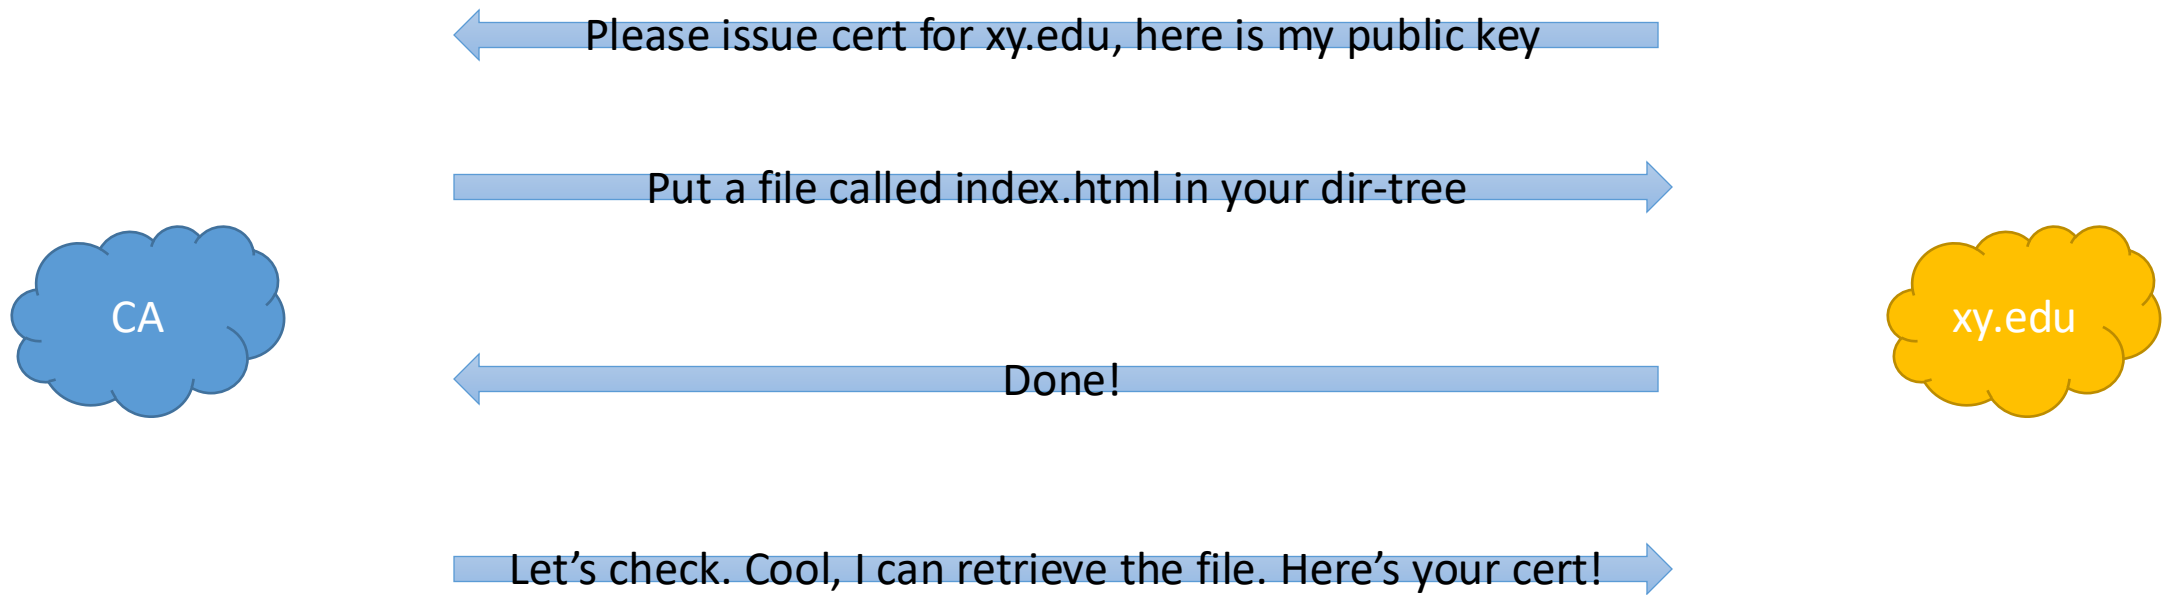 Please issue cert for xy.edu, here is my public key
Put a file called index.html in your dir-tree
CA
xy.edu
Done!
Let’s check. Cool, I can retrieve the file. Here’s your cert!